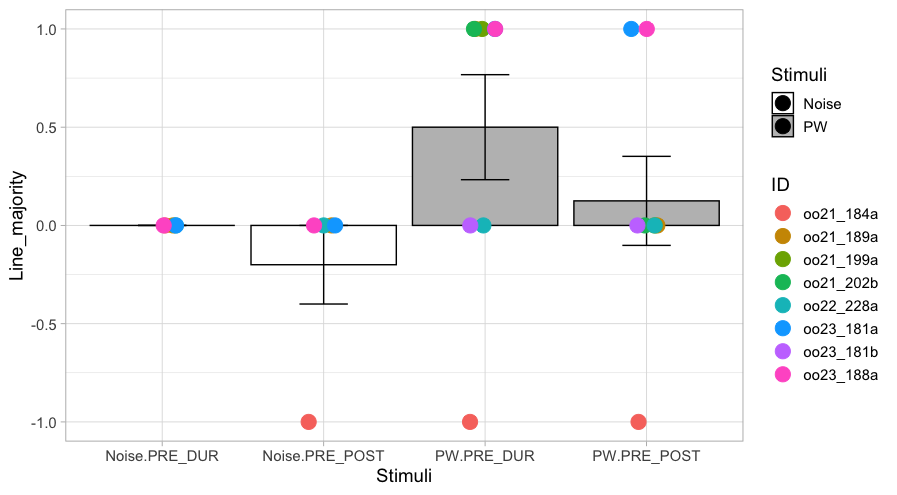 1.0
0.5
0.0
-0.5
-1.0
Line_majority
Noise.PRE_DUR
Noise.PRE_POST
PW.PRE_DUR
PW.PRE_POST
Stimuli
Stimuli
Noise
PW
ID
oo21_184a
oo21_189a
oo21_199a
oo21_202b
oo22_228a
oo23_181a
oo23_181b
oo23_188a